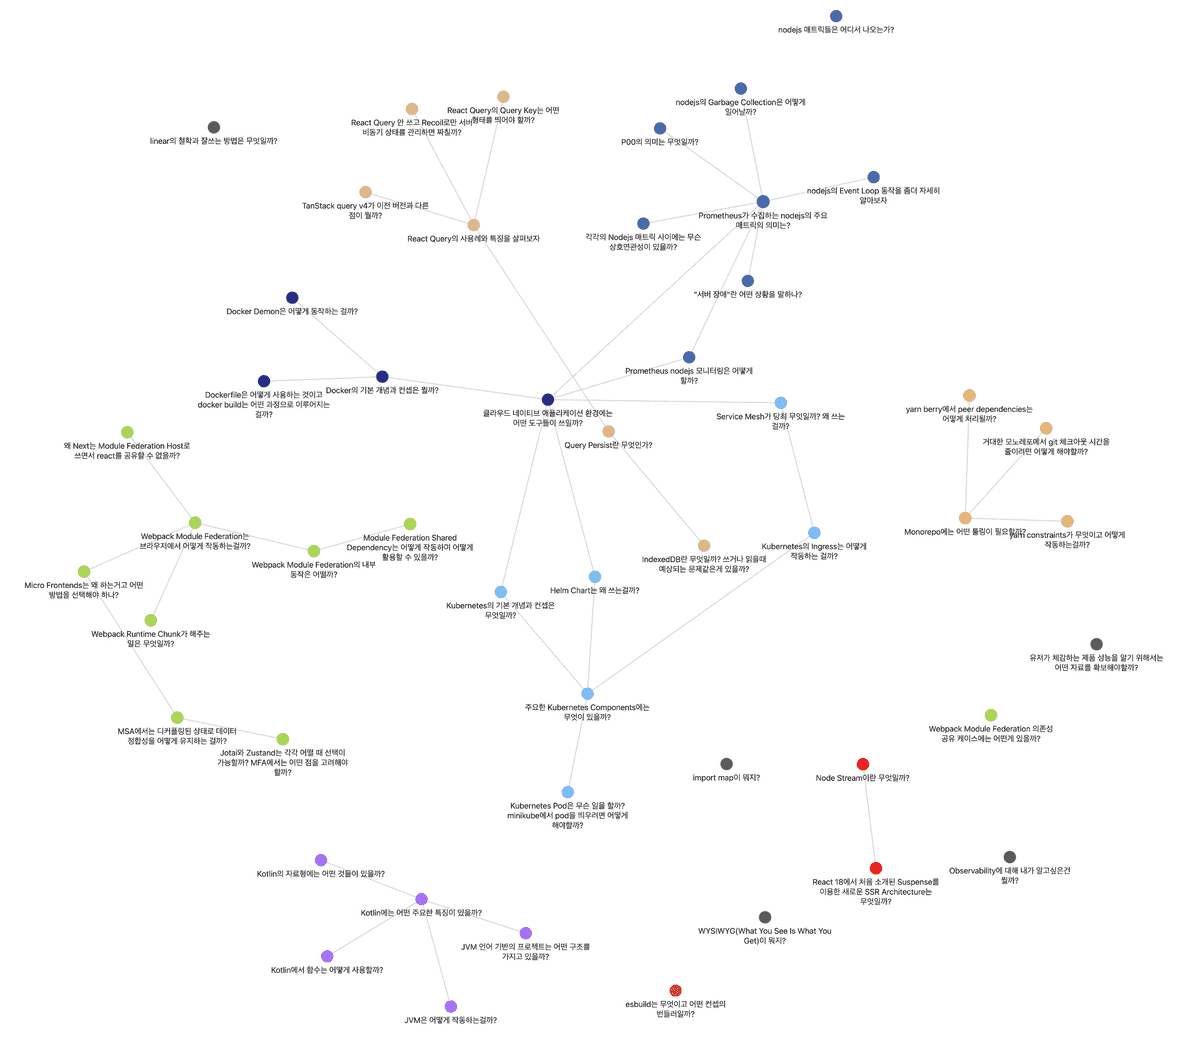 nodejs 매트릭들은 어디서 나오는가?
React Query의 Query Key는 어떤
형태를 띄어야 할까?
nodejs의 Garbage Collection은 어떻게
일어날까?
React Query 안 쓰고 Recoil로만 서버
비동기 상태를 관리하면 짜칠까?
linear의 철학과 잘쓰는 방법은 무엇일까?
P00의 의미는 무엇일까?
nodejs의 Event Loop 동작을 좀더 자세히
알아보자
TanStack query v4가 이전 버전과 다른
점이 뭘까?
Prometheus가 수집하는 nodejs의 주요
매트릭의 의미는?
React Query의 사용례와 특징을 살펴보자
각각의 Nodejs 매트릭 사이에는 무슨
상호연관성이 있을까?
"서버 장애"란 어떤 상황을 말하나?
Docker Demon은 어떻게 동작하는 걸까?
Prometheus nodejs 모니터링은 어떻게
할까?
Docker의 기본 개념과 컨셉은 뭘까?
Dockerfile은 어떻게 사용하는 것이고
docker build는 어떤 과정으로 이루어지는
걸까?
클라우드 네이티브 애플리케이션 환경에는
어떤 도구들이 쓰일까?
Service Mesh가 당최 무엇일까? 왜 쓰는
걸까?
yarn berry에서 peer dependencies는
어떻게 처리될까?
왜 Next는 Module Federation Host로
쓰면서 react를 공유할 수 없을까?
Query Persist란 무엇인가?
거대한 모노레포에서 git 체크아웃 시간을
줄이려면 어떻게 해야할까?
Monorepo에는 어떤 툴링이 필요할까?
yarn constraints가 무엇이고 어떻게
작동하는걸까?
Webpack Module Federation는
브라우저에서 어떻게 작동하는걸까?
Module Federation Shared
Dependency는 어떻게 작동하며 어떻게
활용할 수 있을까?
Webpack Module Federation의 내부
동작은 어떨까?
Kubernetes의 Ingress는 어떻게
작동하는 걸까?
IndexedDB란 무엇일까? 쓰거나 읽을때
예상되는 문제같은게 있을까?
Micro Frontends는 왜 하는거고 어떤
방법을 선택해야 하나?
Helm Chart는 왜 쓰는걸까?
Kubernetes의 기본 개념과 컨셉은
무엇일까?
Webpack Runtime Chunk가 해주는
일은 무엇일까?
유저가 체감하는 제품 성능을 알기 위해서는
어떤 자료를 확보해야할까?
주요한 Kubernetes Components에는
무엇이 있을까?
MSA에서는 디커플링된 상태로 데이터
정합성을 어떻게 유지하는 걸까?
Webpack Module Federation 의존성
공유 케이스에는 어떤게 있을까?
Jotai와 Zustand는 각각 어떨 때 선택이
가능할까? MFA에서는 어떤 점을 고려해야
할까?
import map이 뭐지?
Node Stream이란 무엇일까?
Kubernetes Pod은 무슨 일을 할까?
minikube에서 pod을 띄우려면 어떻게
해야할까?
Kotlin의 자료형에는 어떤 것들이 있을까?
Observability에 대해 내가 알고싶은건
뭘까?
React 18에서 처음 소개된 Suspense를
이용한 새로운 SSR Architecture는
무엇일까?
Kotlin에는 어떤 주요한 특징이 있을까?
WYSIWYG(What You See Is What You
Get)이 뭐지?
JVM 언어 기반의 프로젝트는 어떤 구조를
가지고 있을까?
Kotlin에서 함수는 어떻게 사용할까?
esbuild는 무엇이고 어떤 컨셉의
번들러일까?
JVM은 어떻게 작동하는걸까?